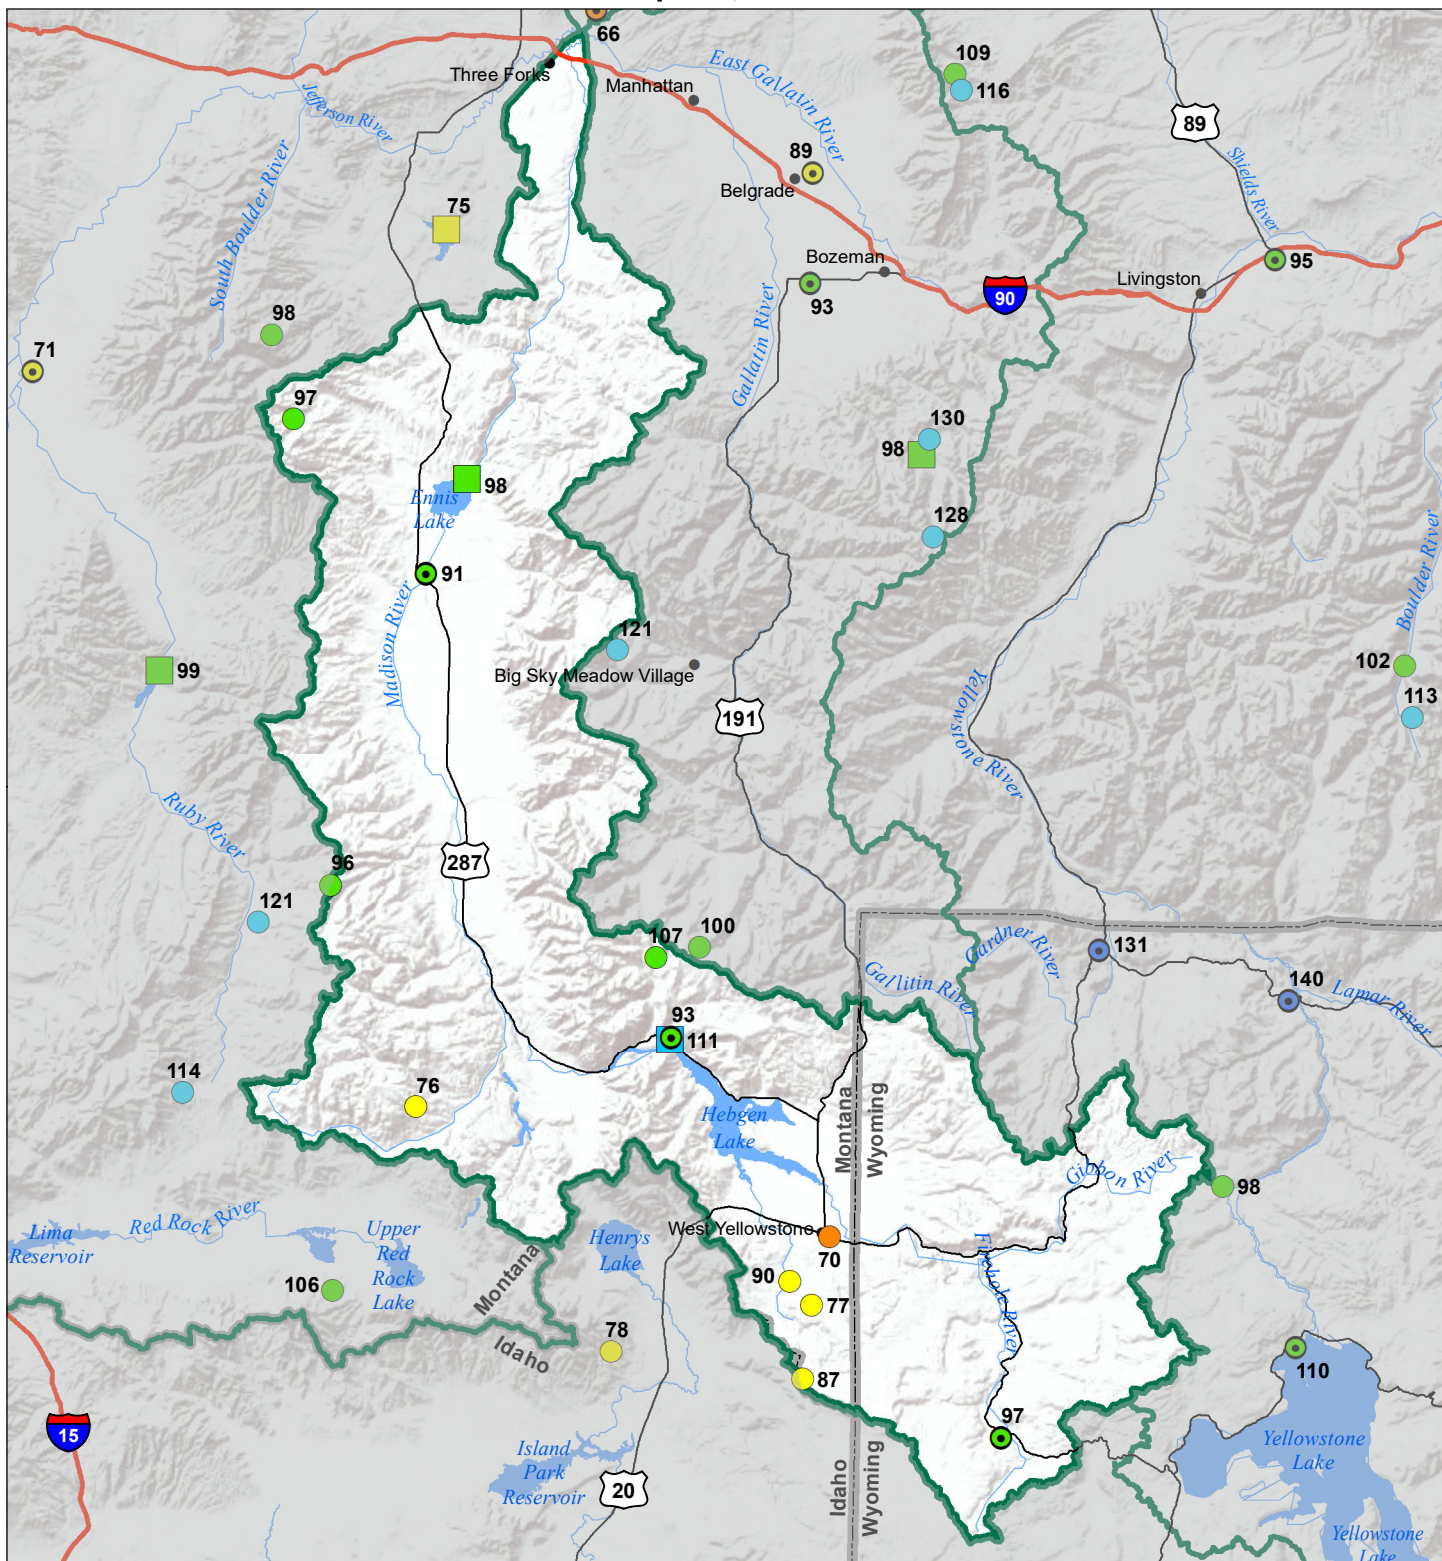 66
109
Three Forks
Manhattan
East Gallatin River
116
Jefferson River
89
89
Belgrade
Shields River
South Boulder River
75
Bozeman
95
Livingston
90
93
98
Gallatin River
71
97
130
98
98
Ennis
Lake
128
Boulder River
91
Madison River
121
102
99
Big Sky Meadow Village
113
191
Yellowstone River
Ruby River
287
96
121
107
100
Gardner River
131
Gallitin River
140
Lamar River
93
111
114
76
Hebgen
Lake
Montana
Wyoming
Gibbon River
98
Lima
Reservoir
Red Rock River
Upper
Red
Rock
Lake
Henrys
Lake
West Yellowstone
70
Firehole River
Montana
90
77
106
78
Idaho
110
87
97
15
Island
Park
Reservoir
20
Idaho
Wyoming
Yellowstone
Lake
Yellowstone
Lake